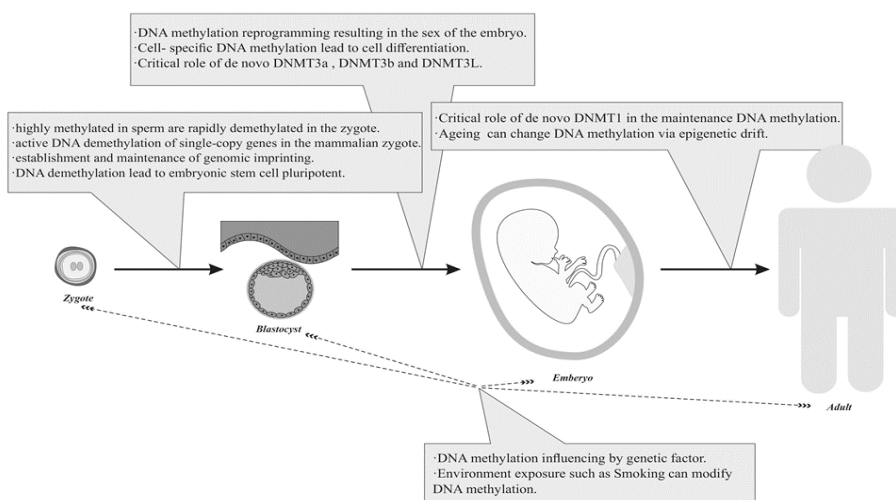 ·DNA methylation reprogramming resulting in the sex of the embryo.
·Cell- specific DNA methylation lead to cell differentiation.
·Critical role of de novo DNMT3a , DNMT3b and DNMT3L.
·highly methylated in sperm are rapidly demethylated in the zygote.
·active DNA demethylation of single-copy genes in the mammalian zygote.
·establishment and maintenance of genomic imprinting.
·DNA demethylation lead to embryonic stem cell pluripotent.
·Critical role of de novo DNMT1 in the maintenance DNA methylation.
·Ageing can change DNA methylation via epigenetic drift.
Zygote
Blastocyst
Emberyo
Adult
·DNA methylation influencing by genetic factor.
·Environment exposure such as Smoking can modify
DNA methylation.